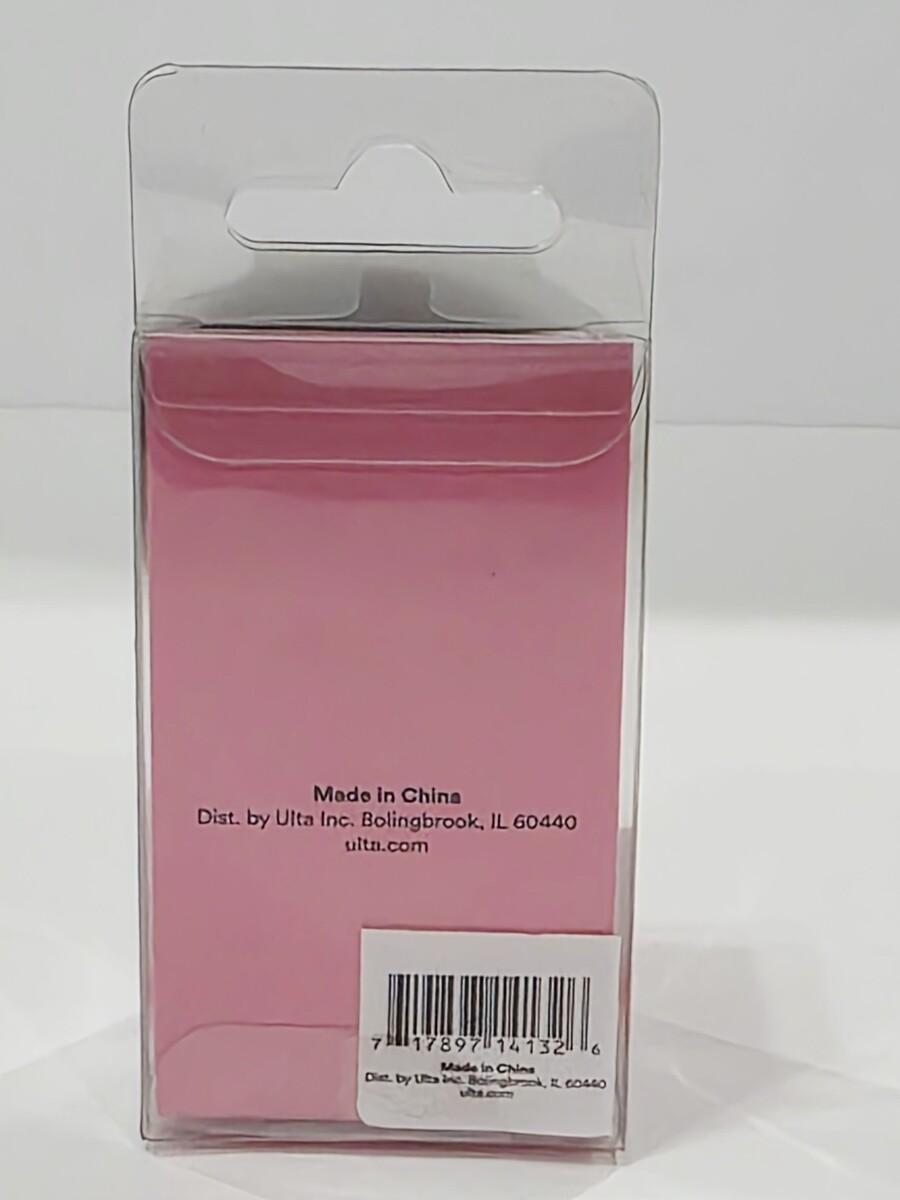 Made in China
Dist. by Ulta Inc. Bolingbrook, IL 60440
ulta.com
7 17897 14132 6
Made in China
Dist. by Ulta Inc. Bolingbrook, IL 60440
ulta.com